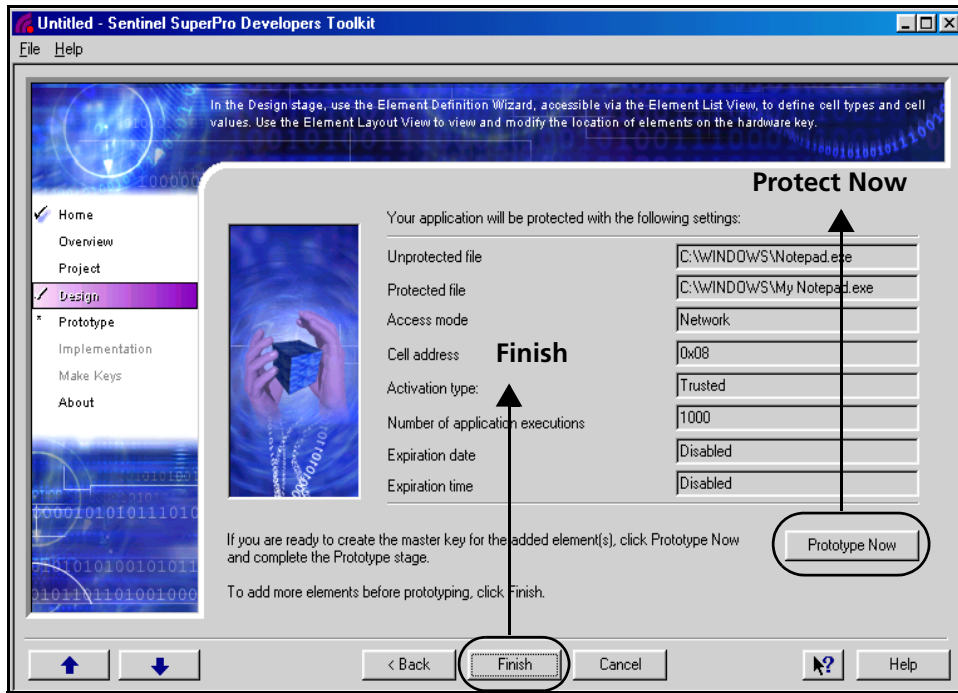 Untitled - Sentinel SuperPro Developers Toolkit
File Help
In the Design stage, use the Element Definition Wizard, accessible via the Element List View, to define cell types and cell
values. Use the Element Layout View to view and modify the location of elements on the hardware key.
Protect Now
Home
Overview
Project
Design
* Prototype
Implementation
Make Keys
About
Your application will be protected with the following settings:
Unprotected file C:\WINDOWS\Notepad.exe
Protected file C:\WINDOWS\My Notepad.exe
Access mode Network
Cell address 0x08
Finish
Activation type: Trusted
Number of application executions 1000
Expiration date Disabled
Expiration time Disabled
If you are ready to create the master key for the added element(s), click Prototype Now
and complete the Prototype stage.
Prototype Now
To add more elements before prototyping, click Finish.
< Back Finish Cancel ? Help